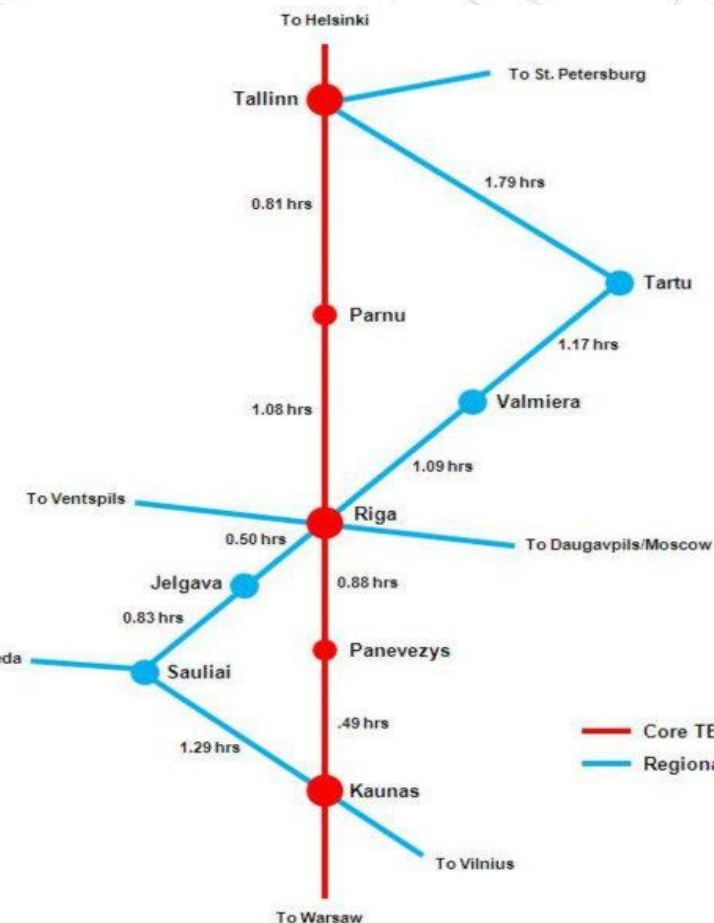 To Helsinki
To St. Petersburg
Tallinn
1.79 hrs
0.81 hrs
Tartu
Parnu
1.17 hrs
Valmiera
1.08 hrs
1.09 hrs
To Ventspils
Riga
0.50 hrs
To Daugavpils/Moscow
Jelgava
0.88 hrs
0.83 hrs
Panevezys
eda
Sauliai
.49 hrs
Core TE
1.29 hrs
Regiona
Kaunas
To Vilnius
To Warsaw